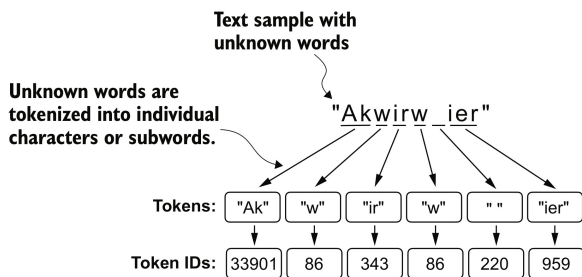 Text sample with
unknown words
Unknown words are
tokenized into individual
characters or subwords.
"Akwirw ier"
Tokens: "Ak" "w" "ir" "w" " " "ier"
Token IDs: 33901 86 343 86 220 959